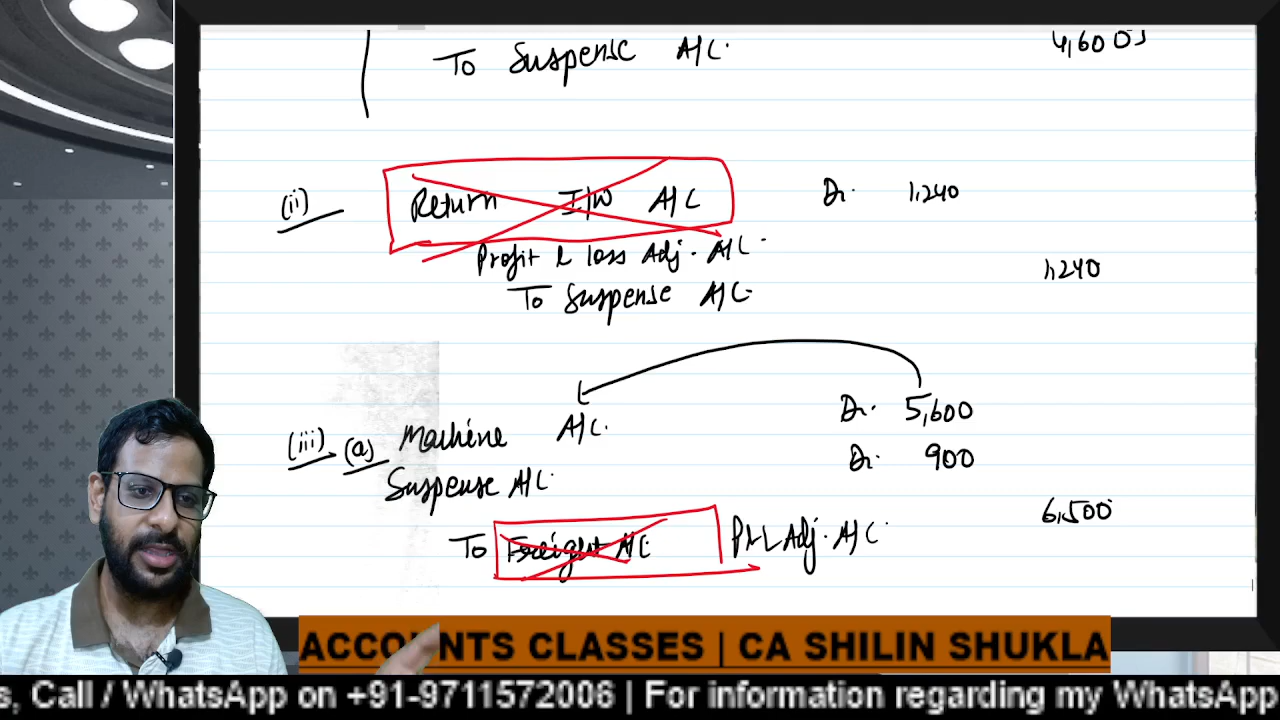 To Suspense A/C. 4,600
(ii) Return I/W A/C Dr. 1,240
Profit & loss Adj. A/C.
1,240
To Suspense A/C.
Dr. 5,600
(iii) (a) Machine A/C.
Dr. 900
Suspense A/C.
6,500
To Freight A/C P&L Adj. A/C.
ACCOUNTS CLASSES | CA SHILIN SHUKLA
s, Call / WhatsApp on +91-9711572006 | For information regarding my WhatsApp